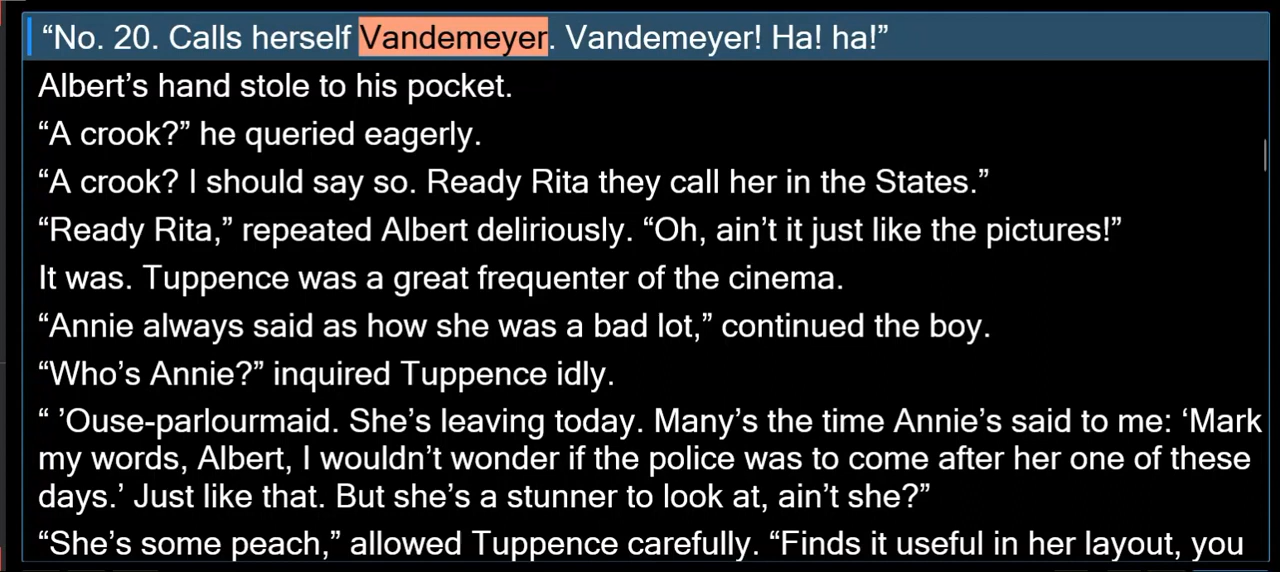 “No. 20. Calls herself Vandemeyer. Vandemeyer! Ha! ha!”
Albert’s hand stole to his pocket.
“A crook?” he queried eagerly.
“A crook? I should say so. Ready Rita they call her in the States.”
“Ready Rita,” repeated Albert deliriously. “Oh, ain’t it just like the pictures!”
It was. Tuppence was a great frequenter of the cinema.
“Annie always said as how she was a bad lot,” continued the boy.
“Who’s Annie?” inquired Tuppence idly.
“ ’Ouse-parlourmaid. She’s leaving today. Many’s the time Annie’s said to me: ‘Mark
my words, Albert, I wouldn’t wonder if the police was to come after her one of these
days.’ Just like that. But she’s a stunner to look at, ain’t she?”
“She’s some peach,” allowed Tuppence carefully. “Finds it useful in her layout, you